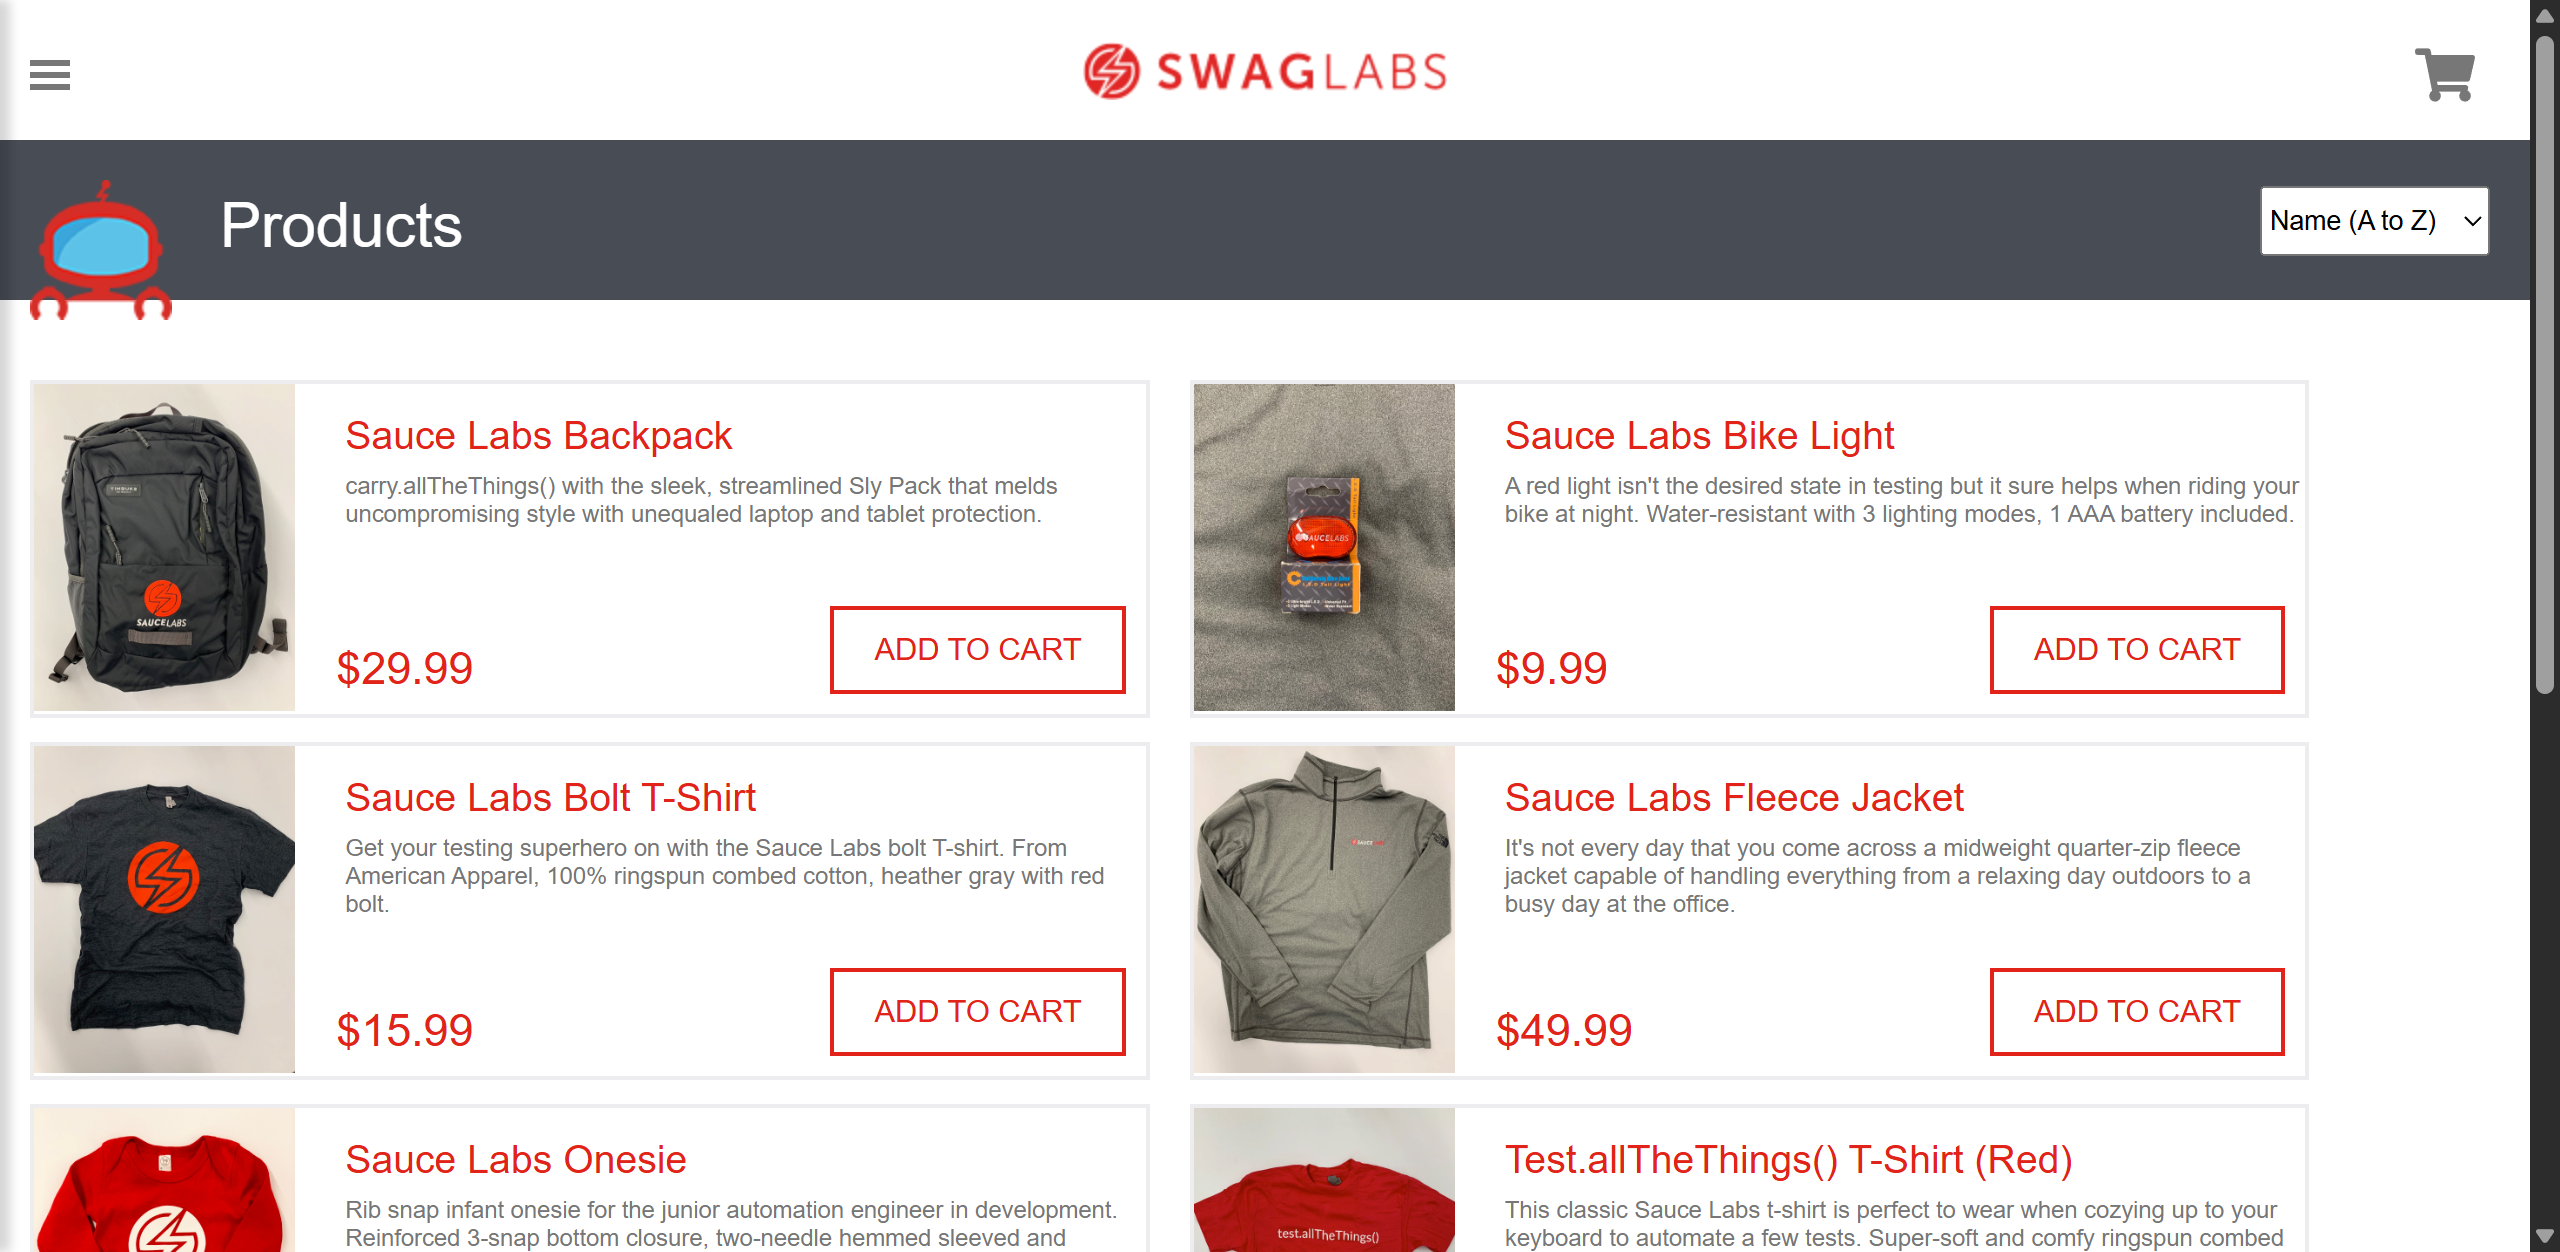 SWAGLABS
Products
Name (A to Z)
Sauce Labs Backpack
carry.allTheThings() with the sleek, streamlined Sly Pack that melds
uncompromising style with unequaled laptop and tablet protection.
$29.99
ADD TO CART
SAUCELABS
Sauce Labs Bike Light
A red light isn't the desired state in testing but it sure helps when riding your
bike at night. Water-resistant with 3 lighting modes, 1 AAA battery included.
$9.99
ADD TO CART
SAUCELABS
Sauce Labs Bolt T-Shirt
Get your testing superhero on with the Sauce Labs bolt T-shirt. From
American Apparel, 100% ringspun combed cotton, heather gray with red
bolt.
$15.99
ADD TO CART
Sauce Labs Fleece Jacket
It's not every day that you come across a midweight quarter-zip fleece
jacket capable of handling everything from a relaxing day outdoors to a
busy day at the office.
$49.99
ADD TO CART
Sauce Labs Onesie
Rib snap infant onesie for the junior automation engineer in development.
Reinforced 3-snap bottom closure, two-needle hemmed sleeved and
Test.allTheThings() T-Shirt (Red)
This classic Sauce Labs t-shirt is perfect to wear when cozying up to your
keyboard to automate a few tests. Super-soft and comfy ringspun combed
test.allTheThings()